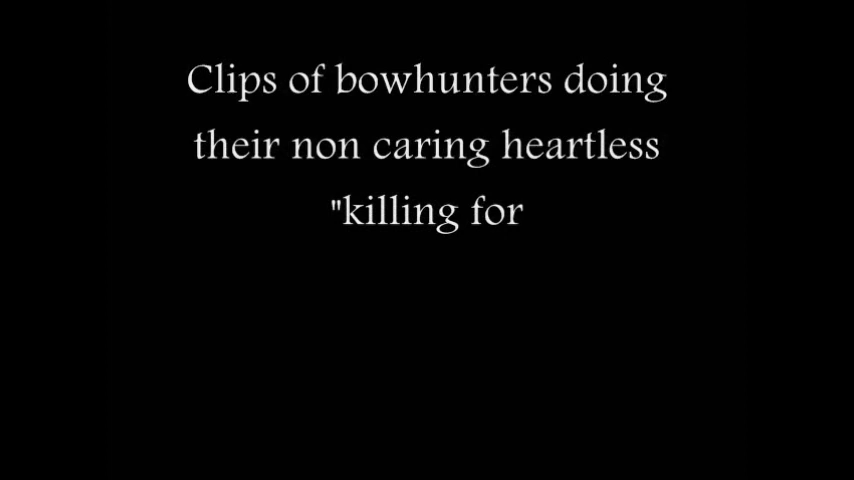 Clips of bowhunters doing
their non caring heartless
"killing for